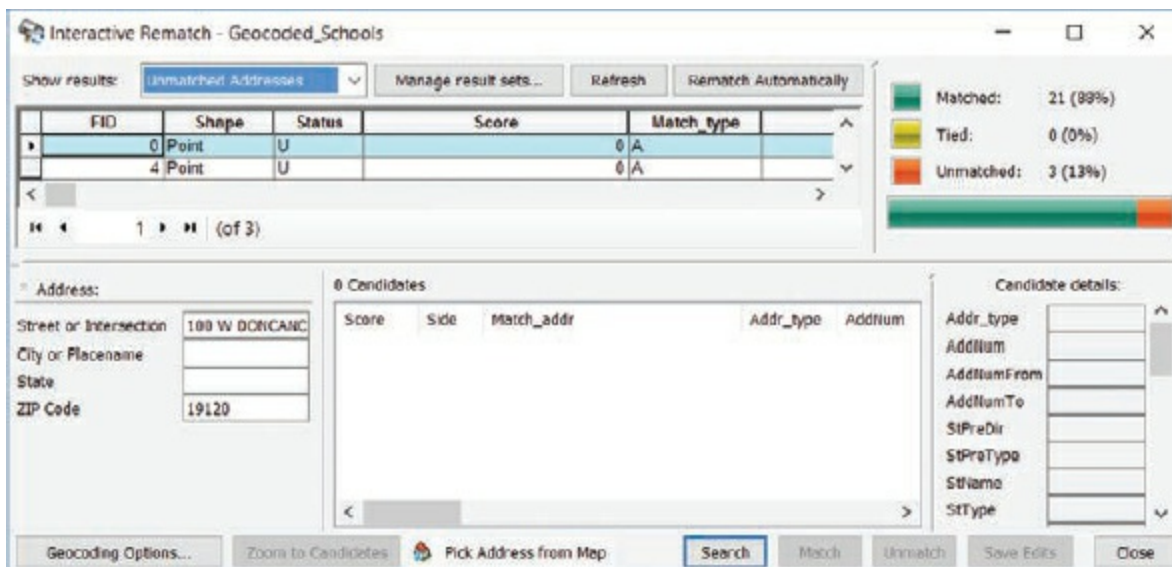 Interactive Rematch - Geocoded_Schools
Show results: Unmatched Addresses Manage result sets... Refresh Rematch Automatically
FID Shape Status Score Match_type
0 Point U 0 A
4 Point U 0 A
1 (of 3)
Matched: 21 (88%)
Tied: 0 (0%)
Unmatched: 3 (13%)
Address:
Street or Intersection 100 W DONCANC
City or Placename
State
ZIP Code 19120
0 Candidates
Score Side Match_addr Addr_type AddNum
Candidate details:
Addr_type
AddNum
AddNumFrom
AddNumTo
StPreDir
StPreType
StName
StType
Geocoding Options... Zoom to Candidates Pick Address from Map Search Match Unmatch Save Edits Close